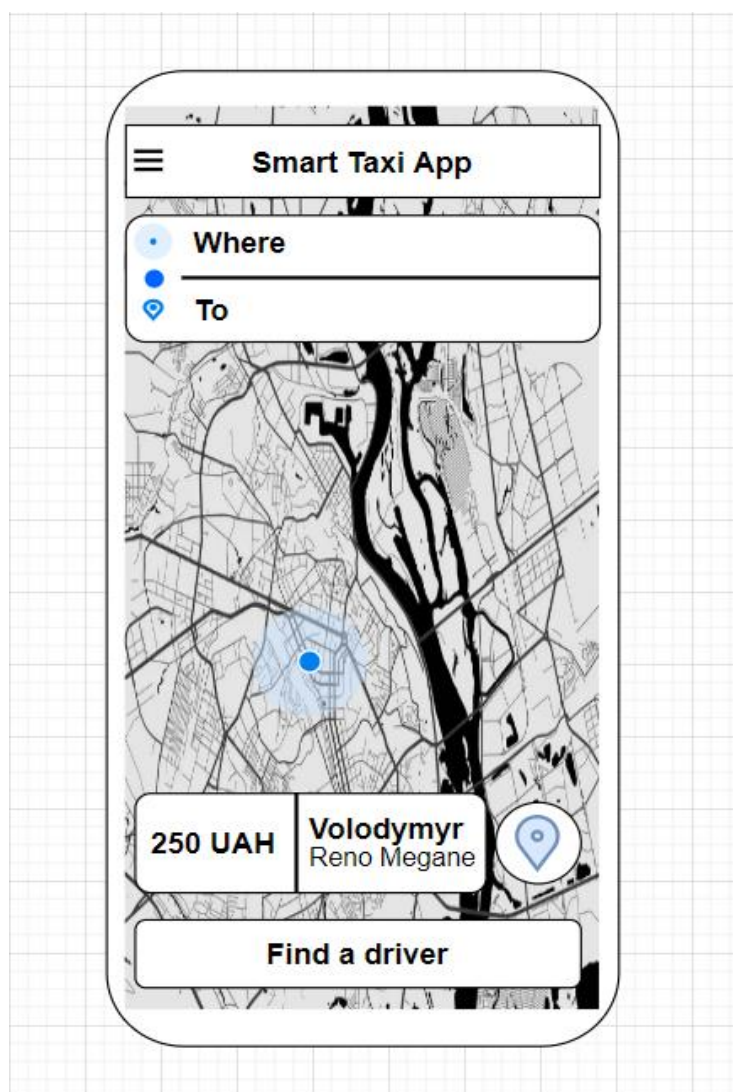 Smart Taxi App
Where
To
250 UAH
Volodymyr
Reno Megane
Find a driver